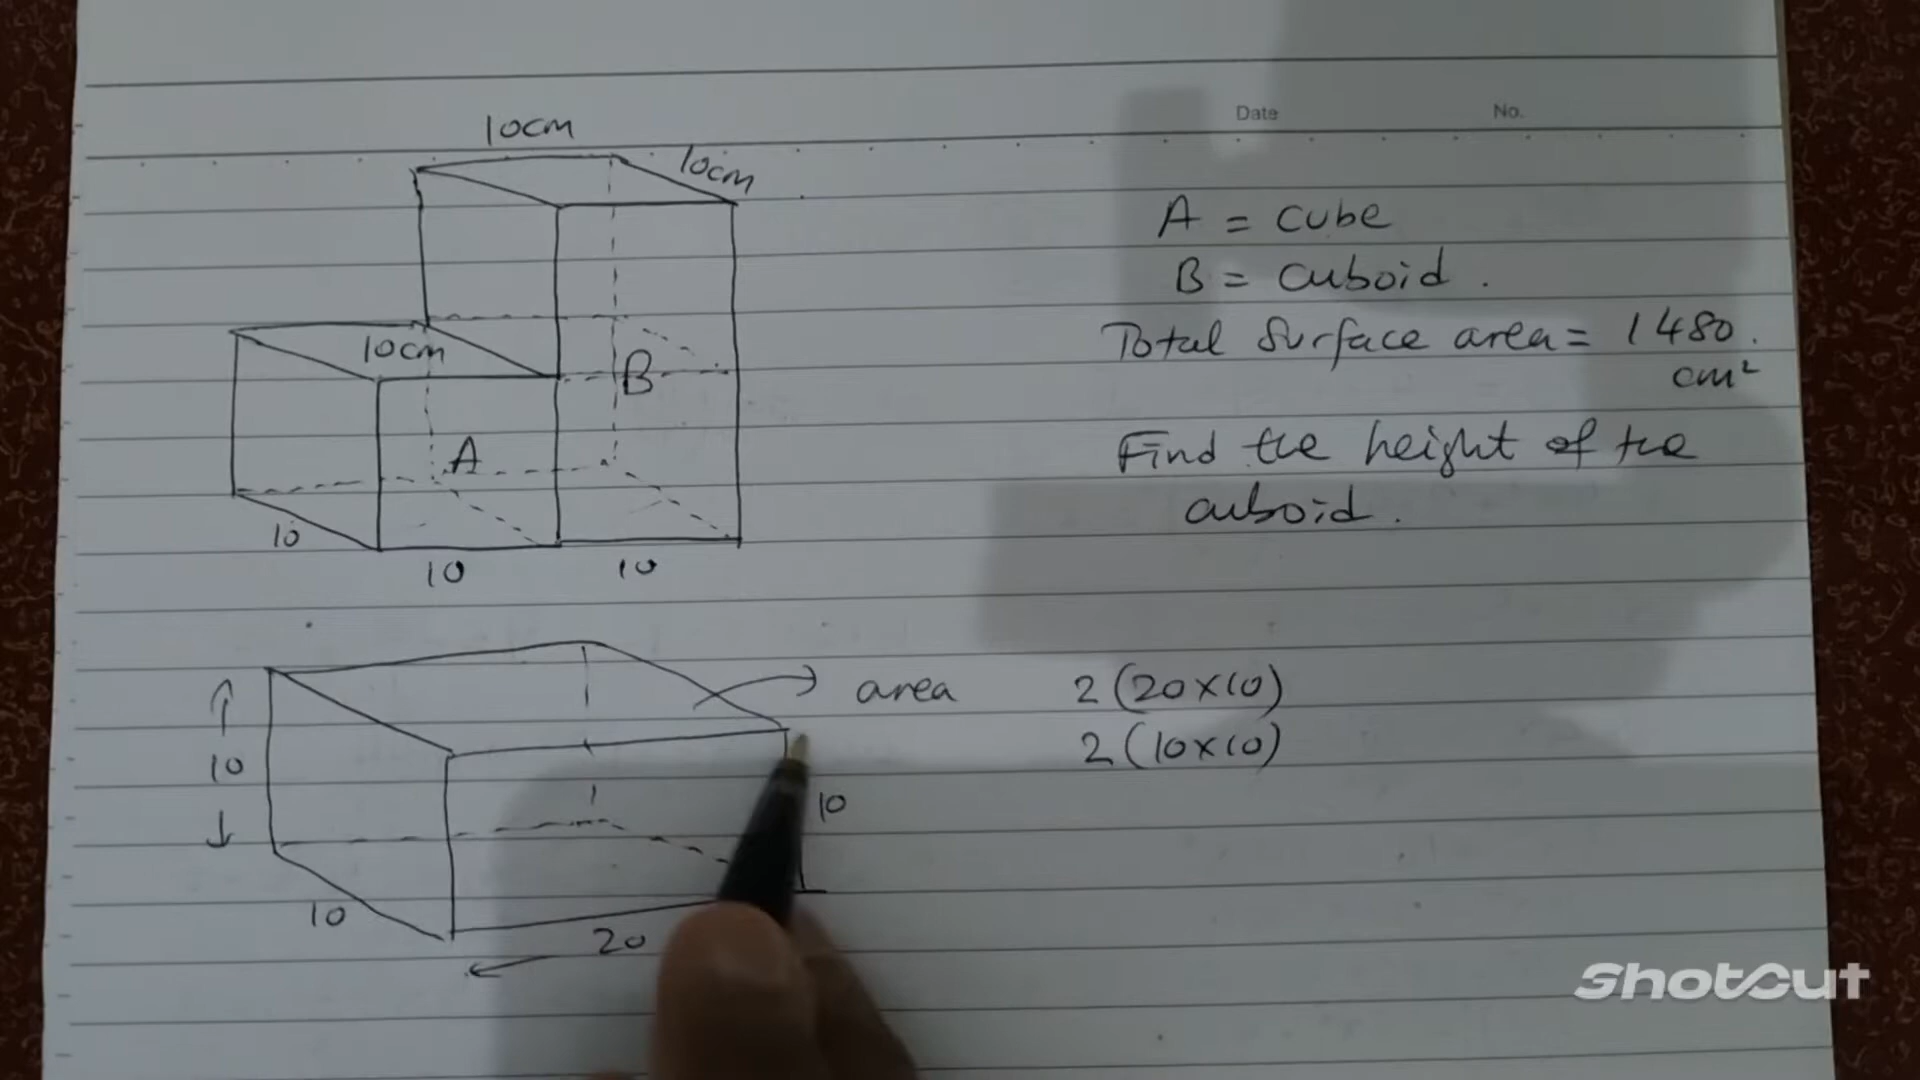 Date No.
10cm
10cm
A = cube
B = cuboid.
Total Surface area = 1480.
cm²
10cm
B
Find the height of the
cuboid.
A
10
10 10
area 2(20×10)
2(10×10)
10
10
10
20
Shotcut